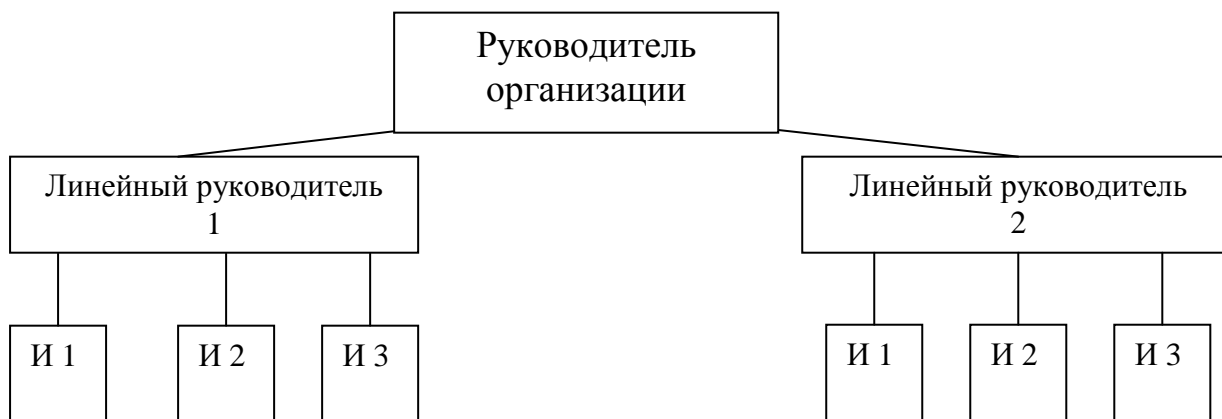 Руководитель
организации
Линейный руководитель
1
Линейный руководитель
2
И 1
И 2
И 3
И 1
И 2
И 3